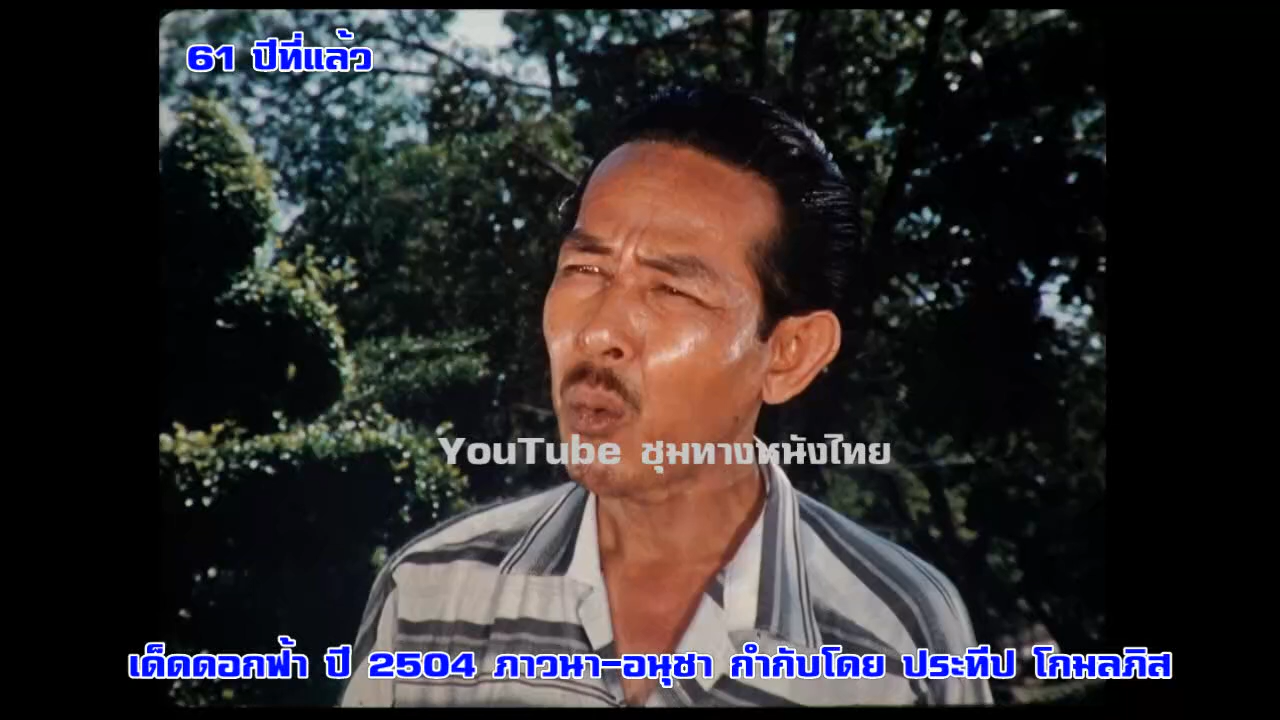 61 ปีที่แล้ว
YouTube ชุมทางหนังไทย
เด็ดดอกฟ้า ปี 2504 ภาวนา-อนุชา กำกับโดย ประทีป โกมลภิส